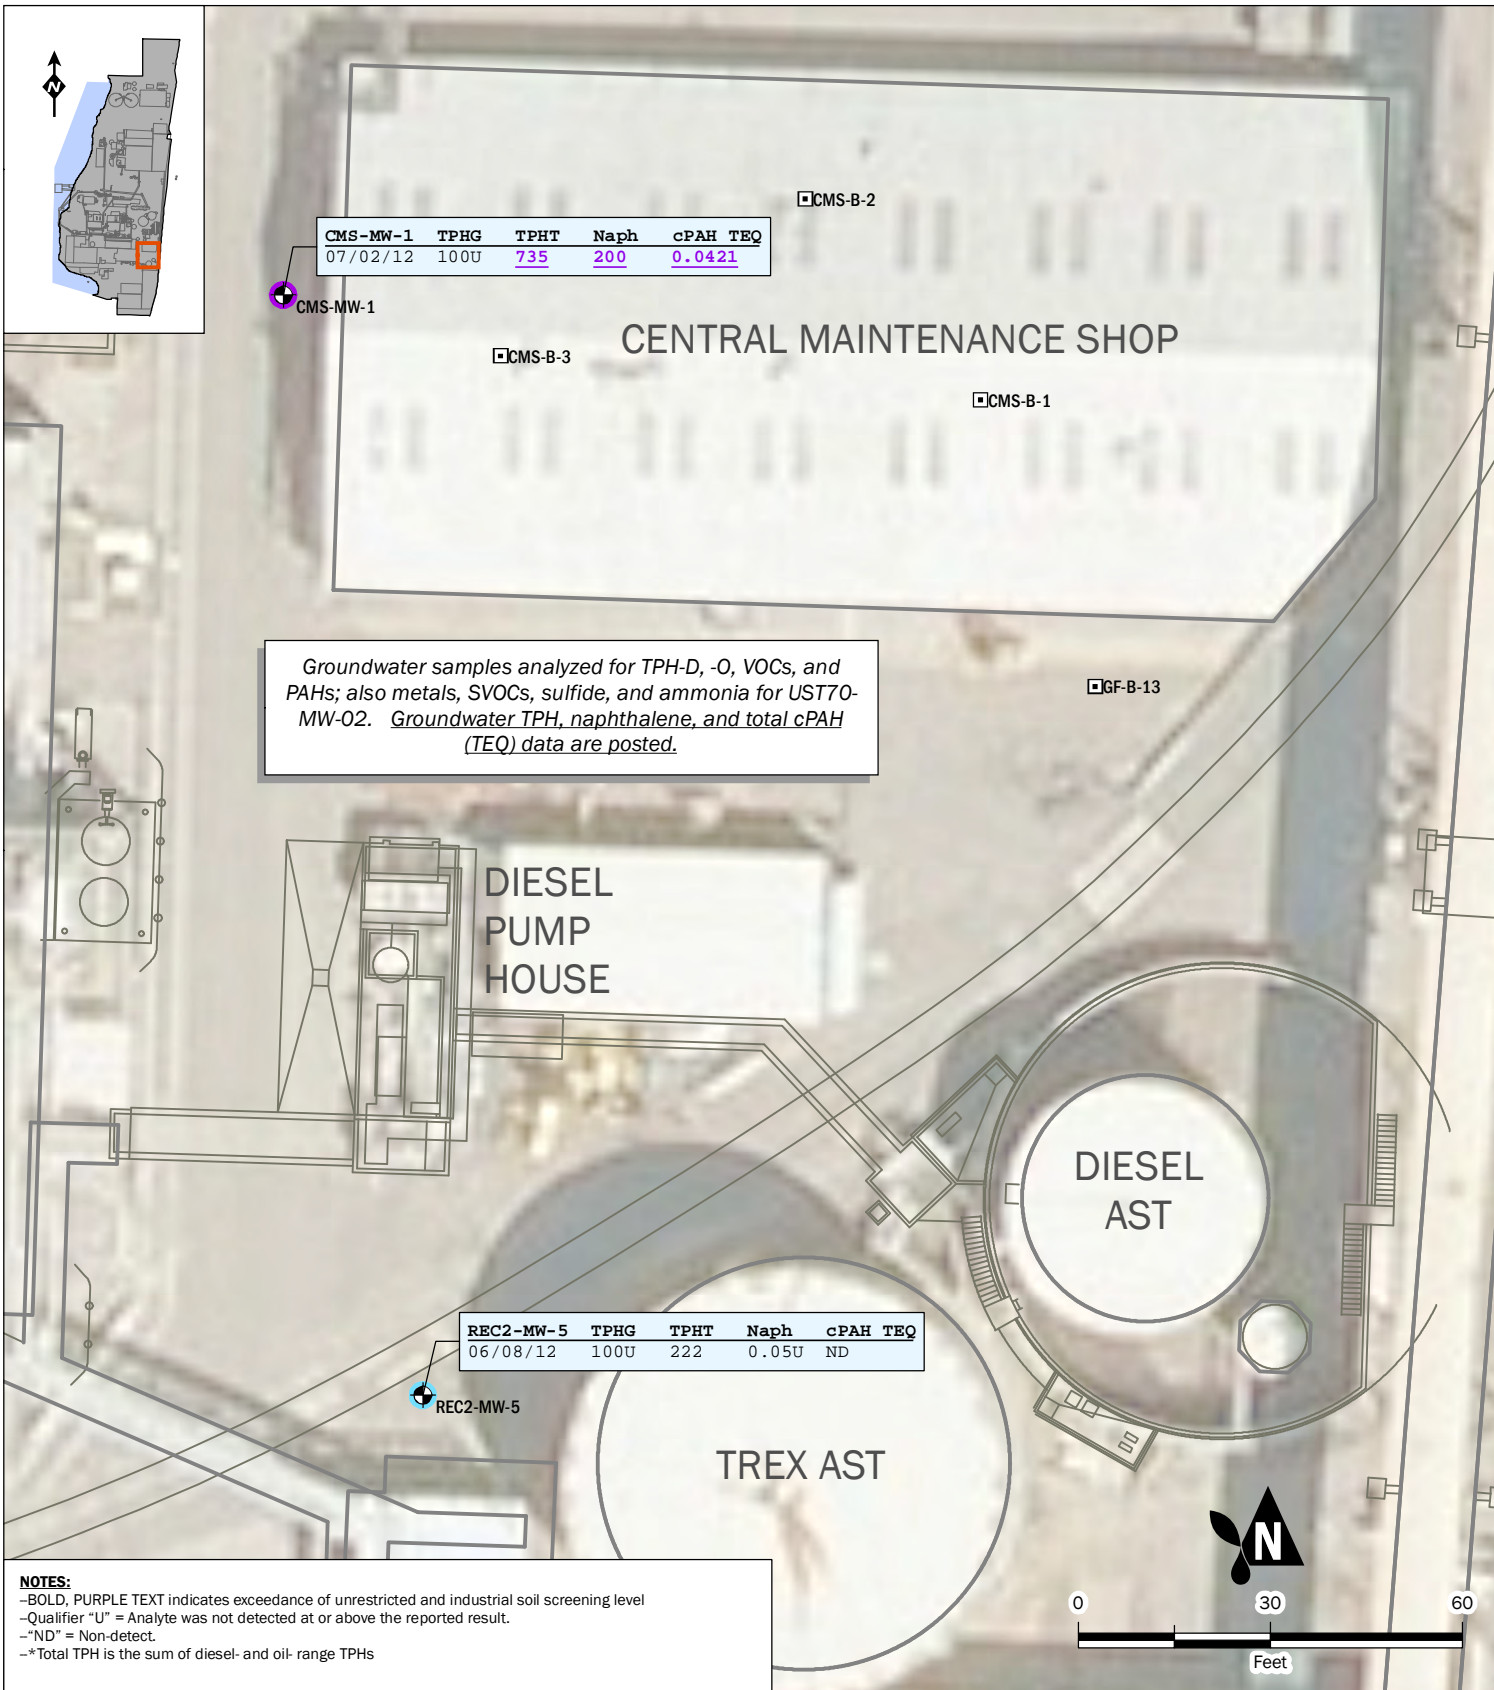 N
CMS-B-2
CMS-MW-1 TPHG TPHT Naph cPAH TEQ
07/02/12 100U 735 200 0.0421
CMS-MW-1
CENTRAL MAINTENANCE SHOP
CMS-B-3
CMS-B-1
Groundwater samples analyzed for TPH-D, -O, VOCs, and
PAHs; also metals, SVOCs, sulfide, and ammonia for UST70-
MW-02. Groundwater TPH, naphthalene, and total cPAH
(TEQ) data are posted.
GF-B-13
DIESEL
PUMP
HOUSE
DIESEL
AST
REC2-MW-5 TPHG TPHT Naph cPAH TEQ
06/08/12 100U 222 0.05U ND
REC2-MW-5
TREX AST
N
0 30 60
Feet
NOTES:
--BOLD, PURPLE TEXT indicates exceedance of unrestricted and industrial soil screening level
--Qualifier “U” = Analyte was not detected at or above the reported result.
--“ND” = Non-detect.
--*Total TPH is the sum of diesel- and oil- range TPHs